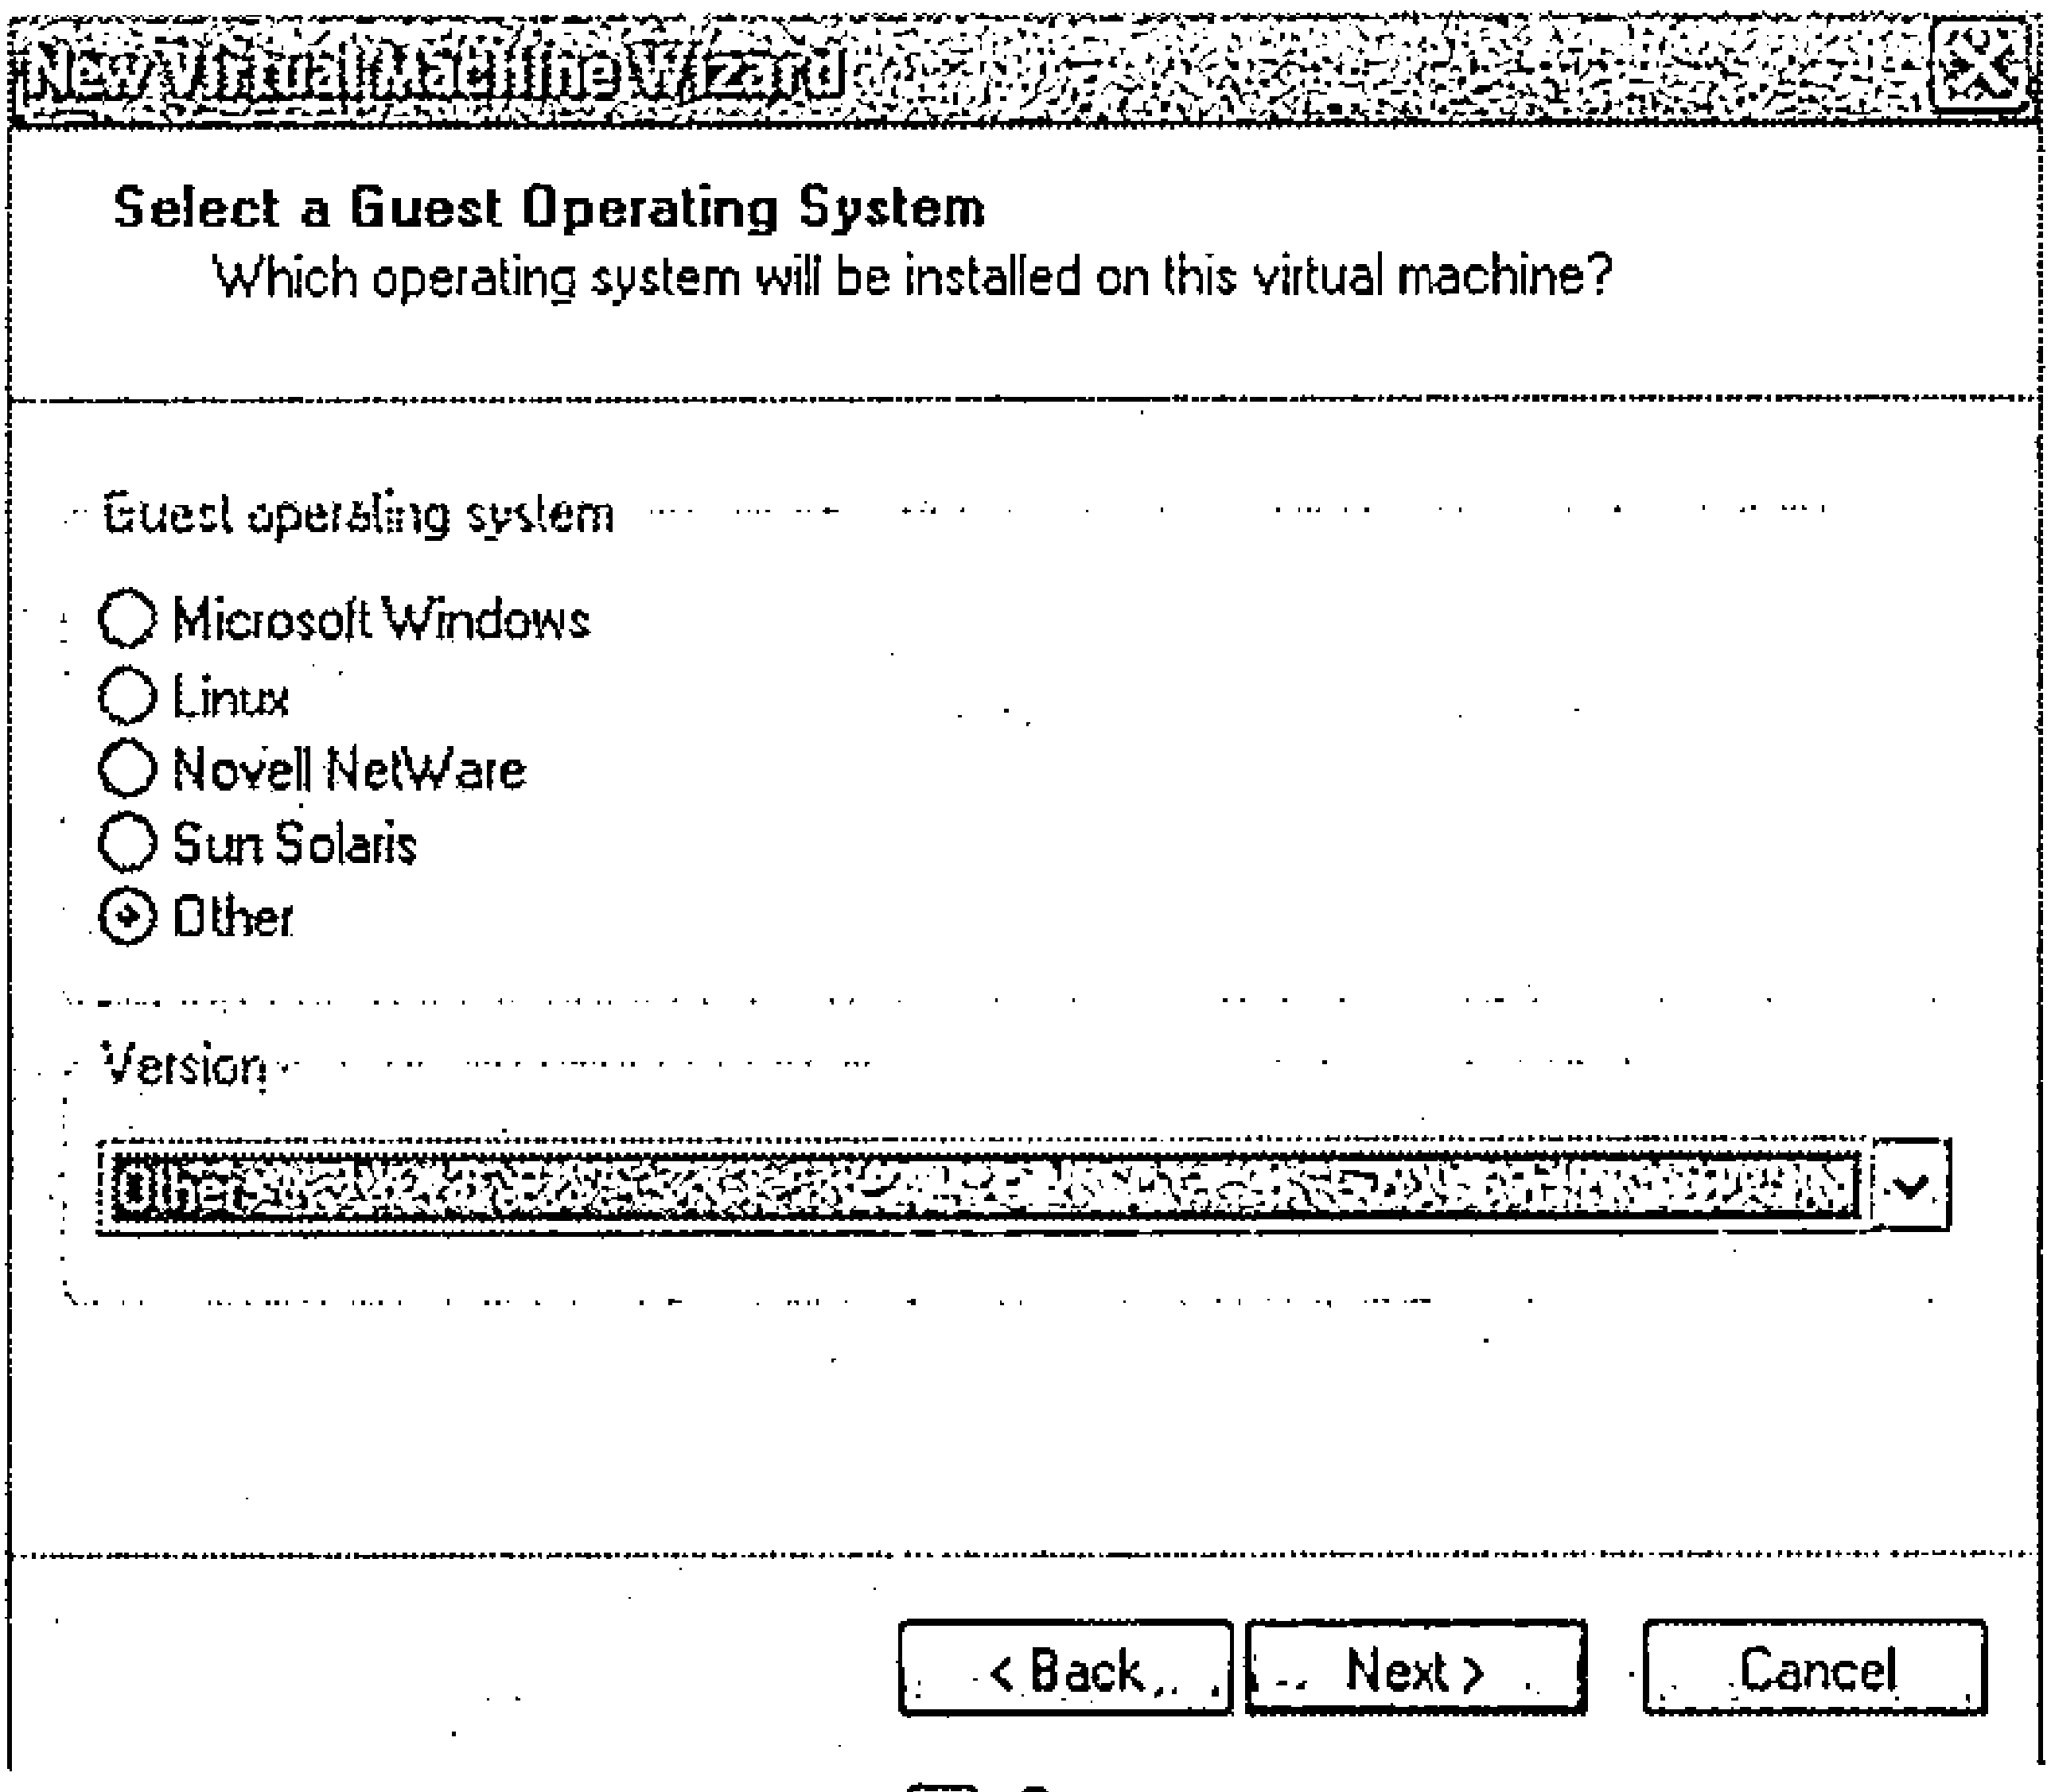 New Virtual Machine Wizard
Select a Guest Operating System
Which operating system will be installed on this virtual machine?
Guest operating system
Microsoft Windows
Linux
Novell NetWare
Sun Solaris
Other
Version
Other
< Back
Next >
Cancel